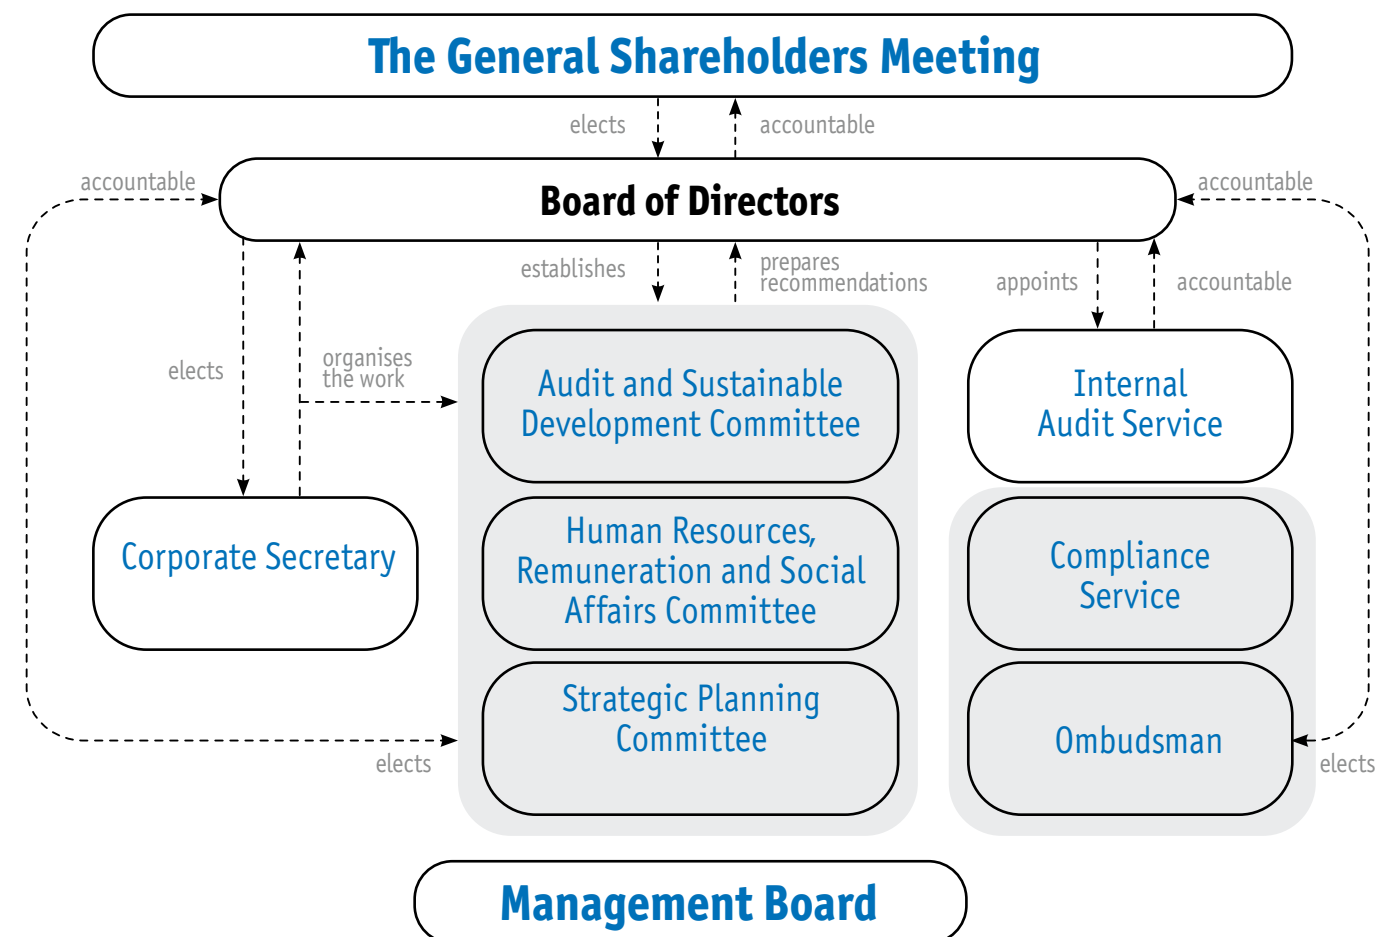 The General Shareholders Meeting
elects
accountable
accountable
Board of Directors
accountable
establishes
prepares
recommendations
appoints
accountable
elects
organises
the work
Audit and Sustainable
Development Committee
Internal
Audit Service
Corporate Secretary
Human Resources,
Remuneration and Social
Affairs Committee
Compliance
Service
Strategic Planning
Committee
Ombudsman
elects
elects
Management Board